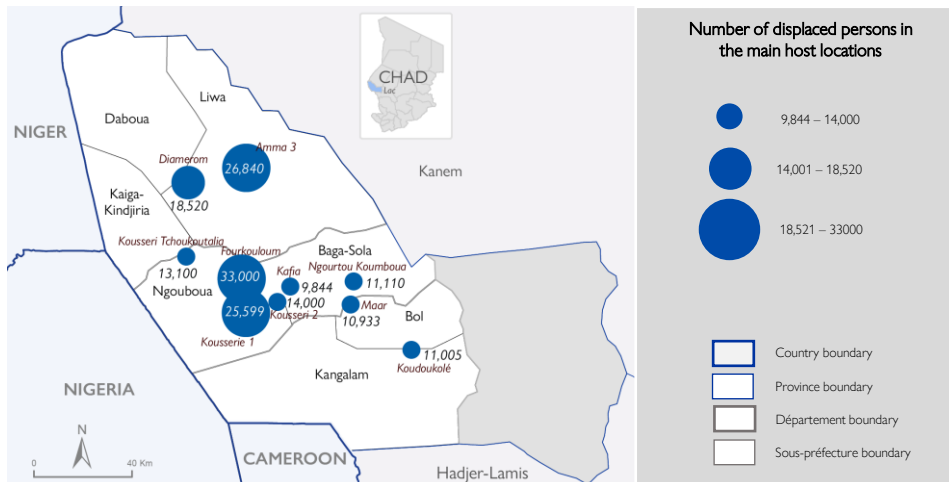 Liwa
Daboua
NIGER
CHAD
Lac
Amma 3
26,840
Diamerom
18,520
Kanem
Kaiga-
Kindjiria
Kousseri Tchoukoutalia
13,100
Ngouboua
Fourkouloum
33,000
25,599
Kousserie 1
Baga-Sola
Kafia
9,844
14,000
Kousseri 2
Ngourtou Koumboua
11,110
Maar
10,933
Bol
11,005
Koudoukolé
Kangalam
NIGERIA
N
0 40 Km
CAMEROON
Hadjer-Lamis
Number of displaced persons in
the main host locations
9,844 – 14,000
14,001 – 18,520
18,521 – 33000
Country boundary
Province boundary
Département boundary
Sous-préfecture boundary